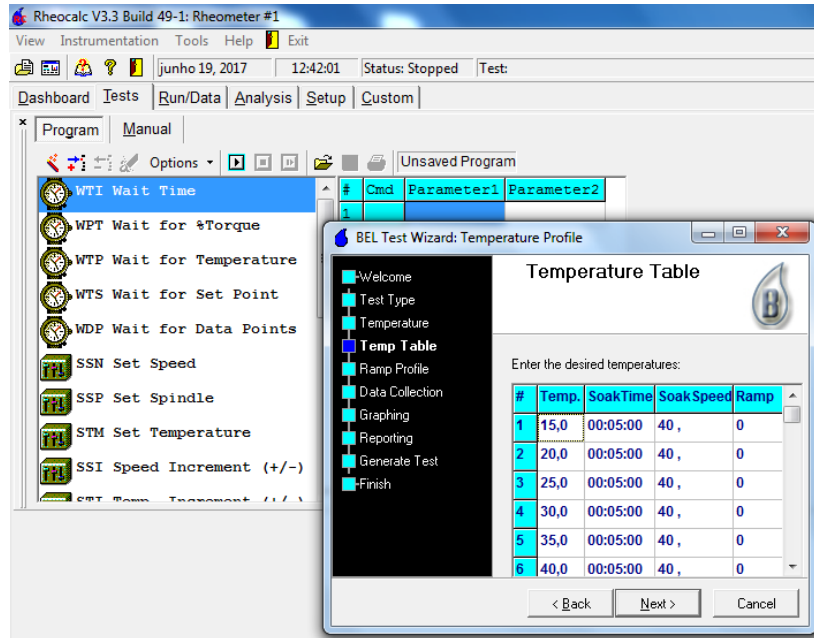 Rheocalc V3.3 Build 49-1: Rheometer #1
View Instrumentation Tools Help Exit
junho 19, 2017 12:42:01 Status: Stopped Test:
Dashboard Tests Run/Data Analysis Setup Custom
Program Manual
Options Unsaved Program
WTI Wait Time
WPT Wait for %Torque
WTP Wait for Temperature
WTS Wait for Set Point
WDP Wait for Data Points
SSN Set Speed
SSP Set Spindle
STM Set Temperature
SSI Speed Increment (+/-)
# Cmd Parameter1 Parameter2
1
BEL Test Wizard: Temperature Profile
Welcome
Test Type
Temperature
Temp Table
Ramp Profile
Data Collection
Graphing
Reporting
Generate Test
Finish
Temperature Table
B
Enter the desired temperatures:
# Temp. SoakTime SoakSpeed Ramp
1 15,0 00:05:00 40 , 0
2 20,0 00:05:00 40 , 0
3 25,0 00:05:00 40 , 0
4 30,0 00:05:00 40 , 0
5 35,0 00:05:00 40 , 0
6 40,0 00:05:00 40 , 0
< Back Next > Cancel